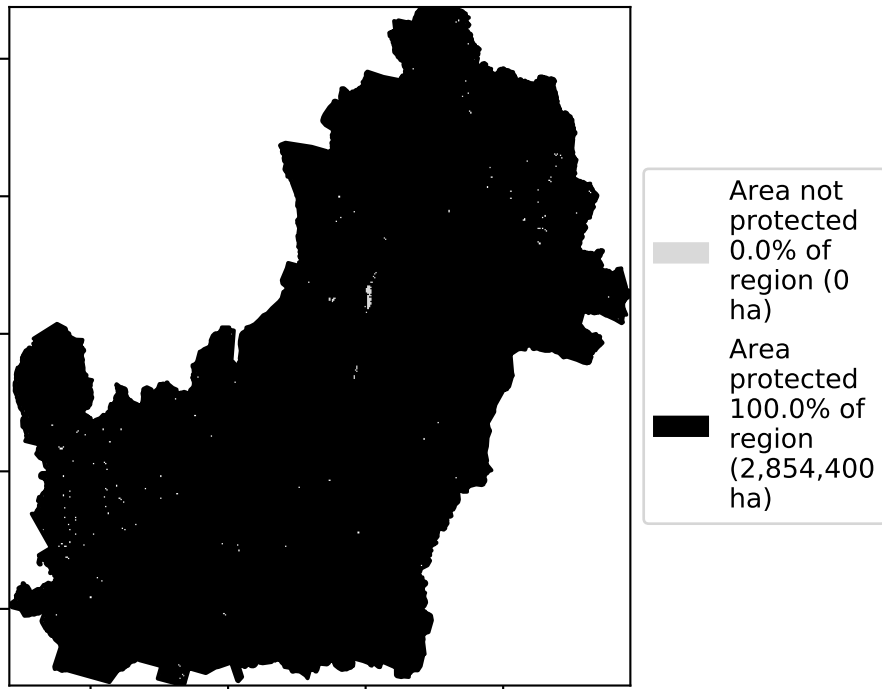 Area not
protected
0.0% of
region (0
ha)
Area
protected
100.0% of
region
(2,854,400
ha)